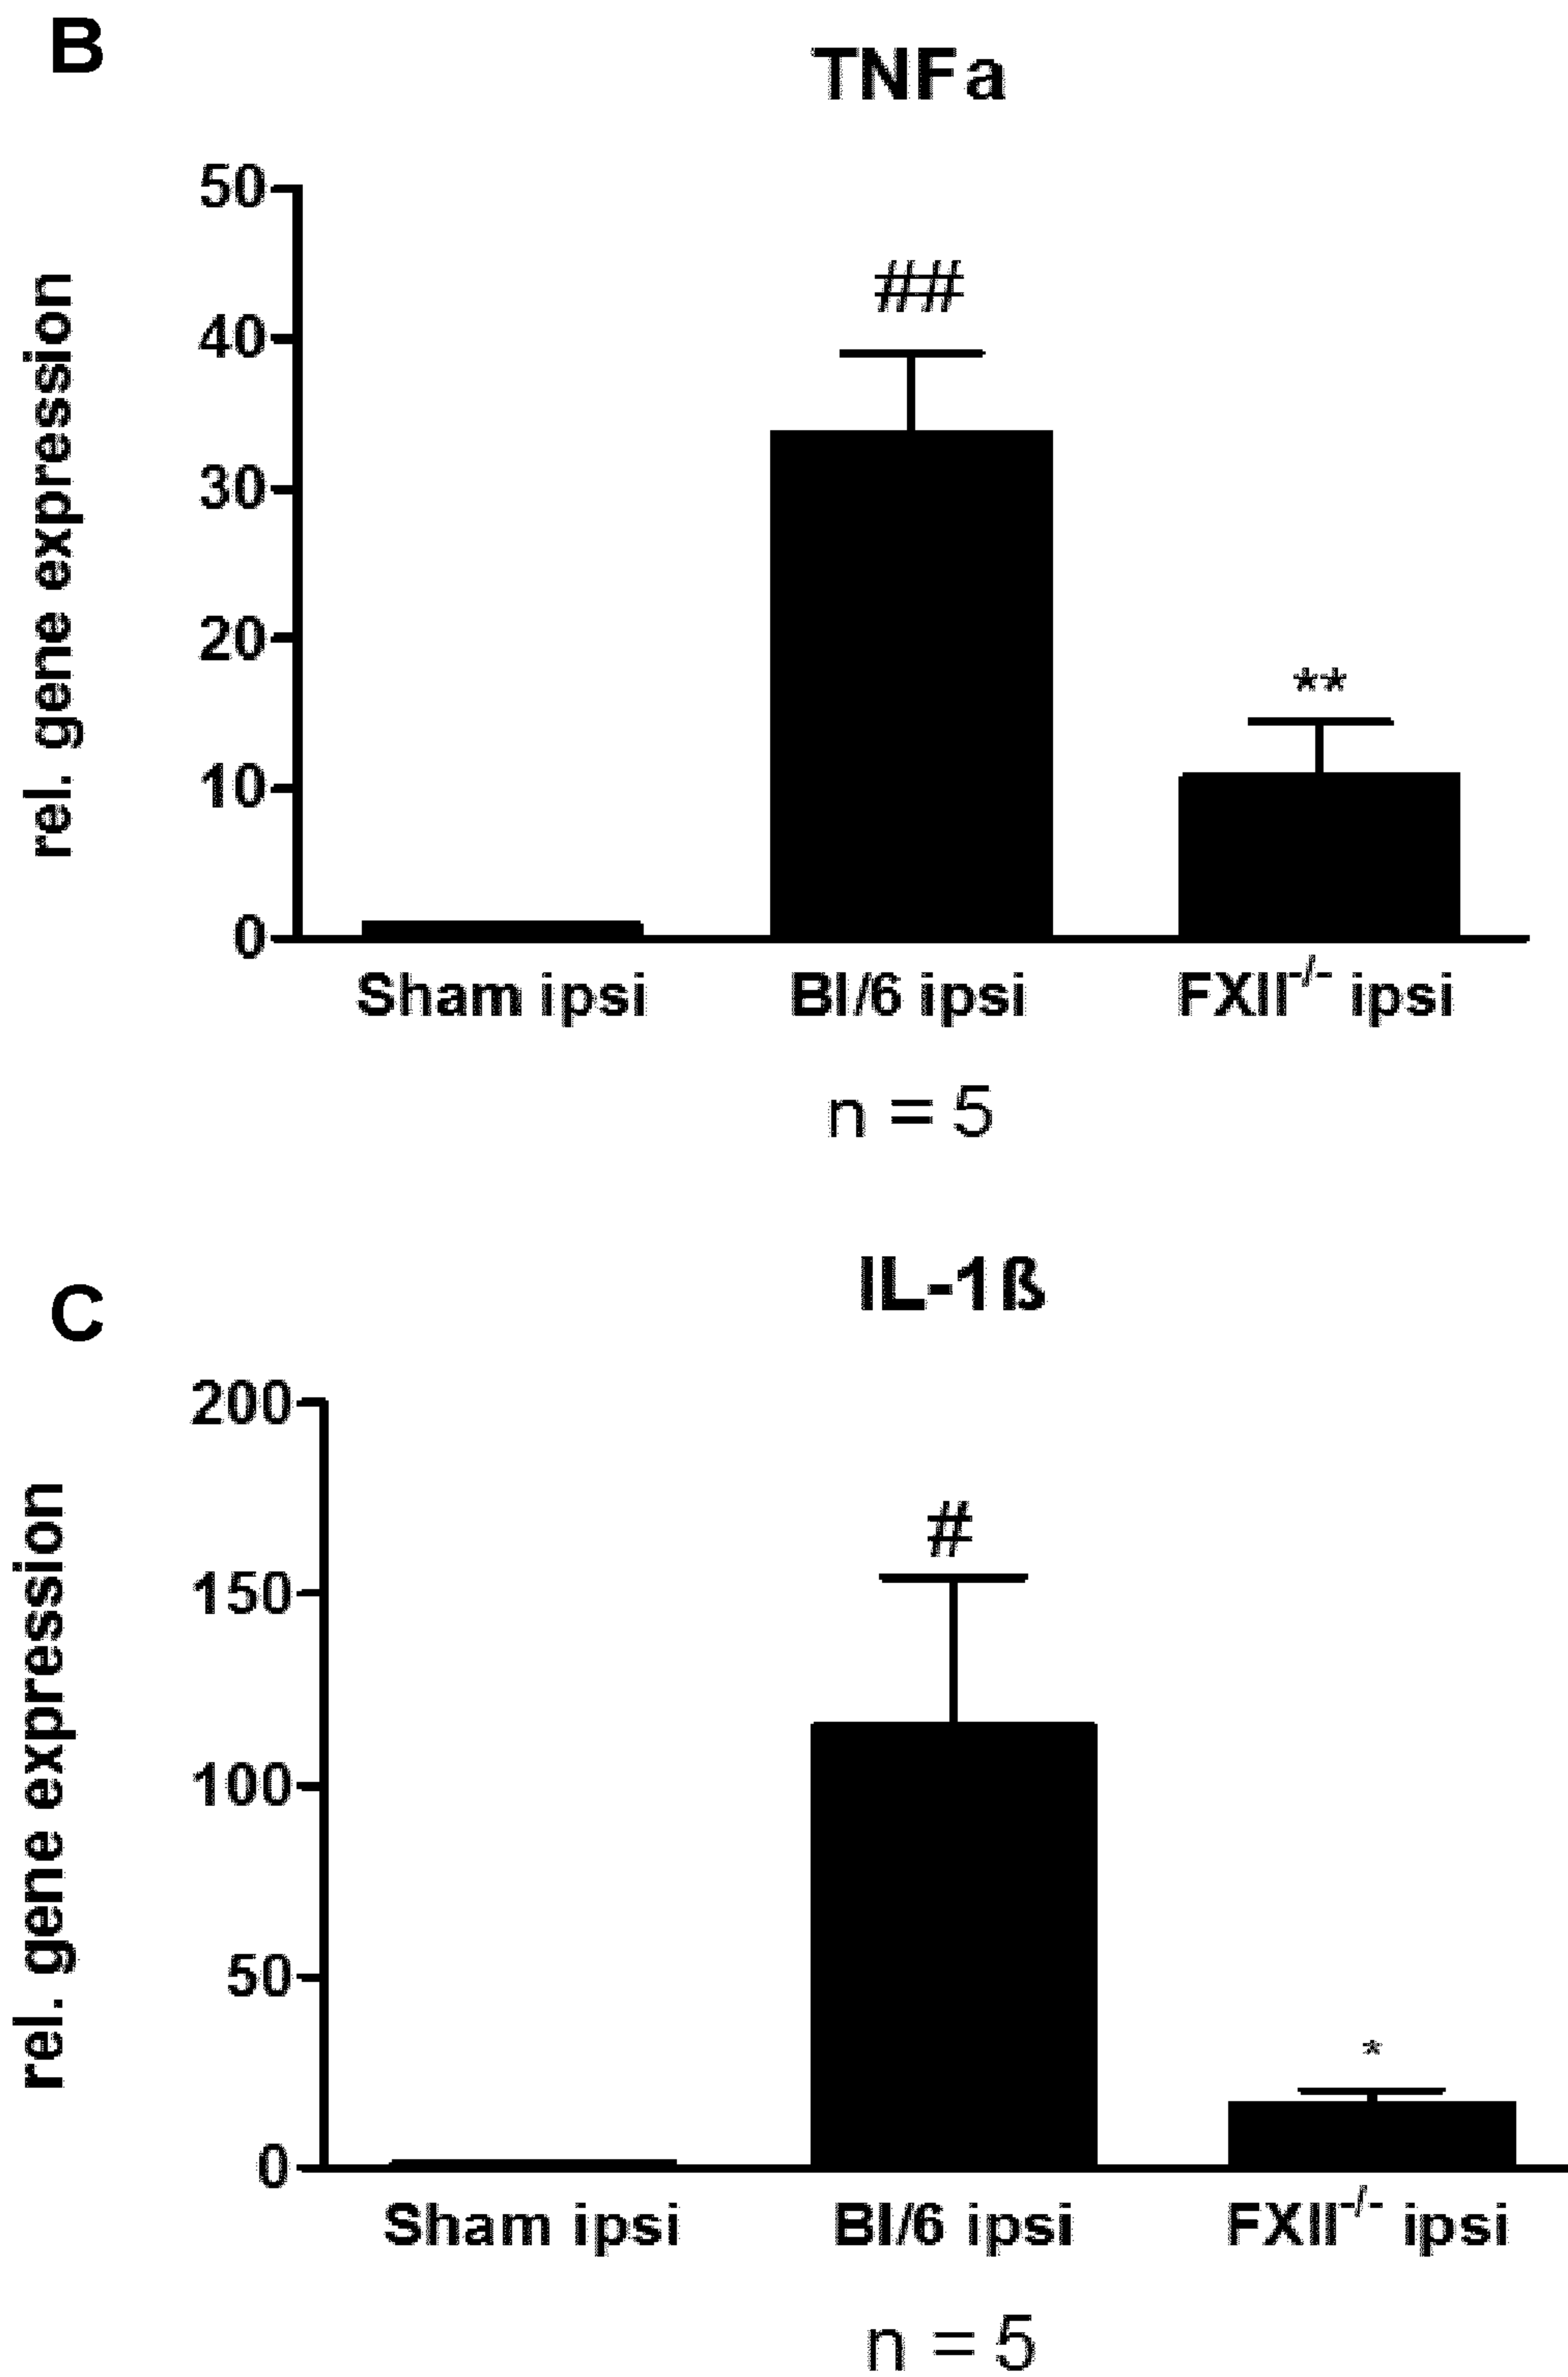 B
TNFa
50
40
30
20
10
0
rel. gene expression
##
**
Sham ipsi
Bl/6 ipsi
FXII-/- ipsi
n = 5
C
IL-1ß
200
150
100
50
0
rel. gene expression
#
*
Sham ipsi
Bl/6 ipsi
FXII-/- ipsi
n = 5